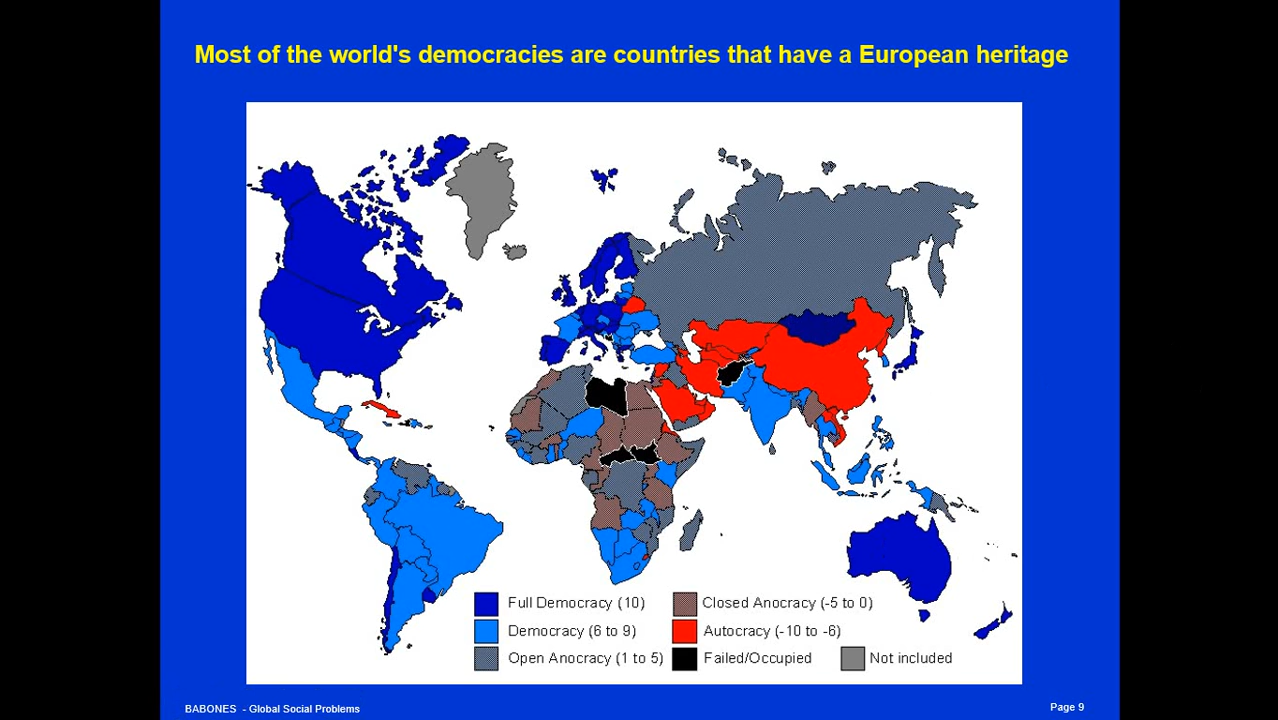 Most of the world's democracies are countries that have a European heritage
Full Democracy (10)
Democracy (6 to 9)
Open Anocracy (1 to 5)
Closed Anocracy (-5 to 0)
Autocracy (-10 to -6)
Failed/Occupied
Not included
BABONES - Global Social Problems
Page 9